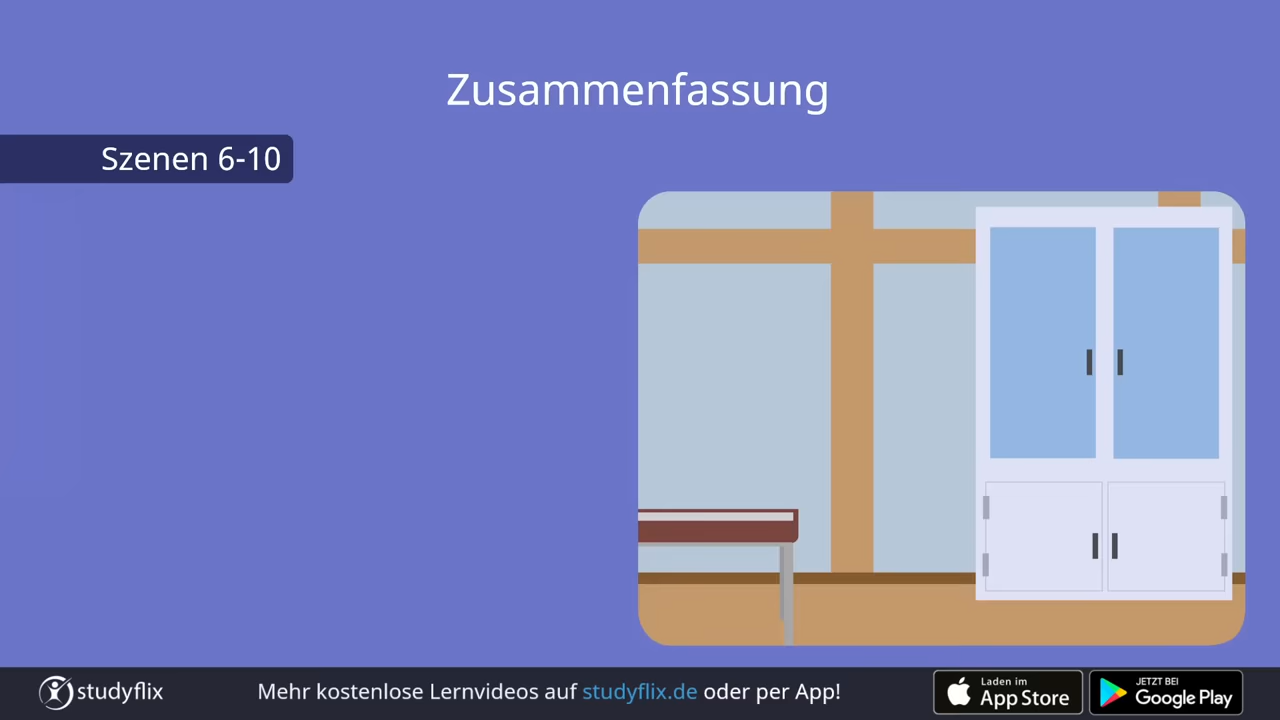 Zusammenfassung
Szenen 6-10
studyflix
Mehr kostenlose Lernvideos auf studyflix.de oder per App!
Laden im
App Store
JETZT BEI
Google Play